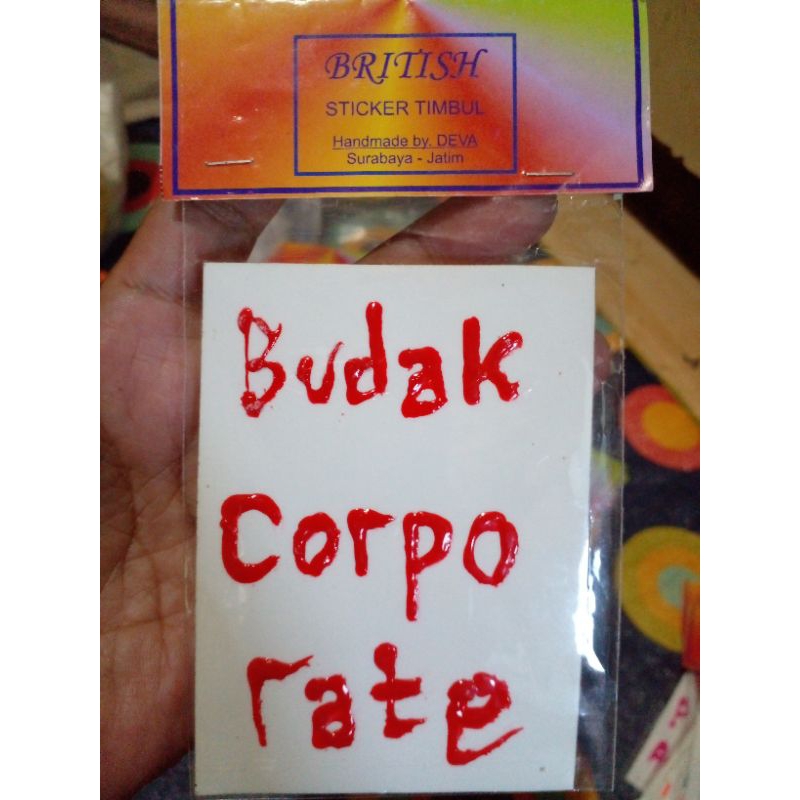 BRITISH
STICKER TIMBUL
Handmade by. DEVA
Surabaya - Jatim
Budak
Corpo
rate